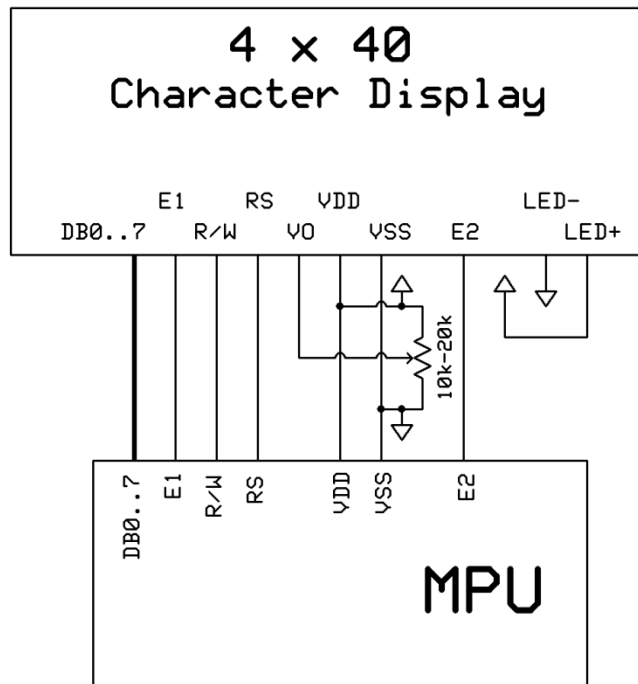 4 x 40
Character Display
E1 RS VDD LED-
DB0..7 R/W VO VSS E2 LED+
10k-20k
DB0..7 E1 R/W RS VDD VSS E2
MPU